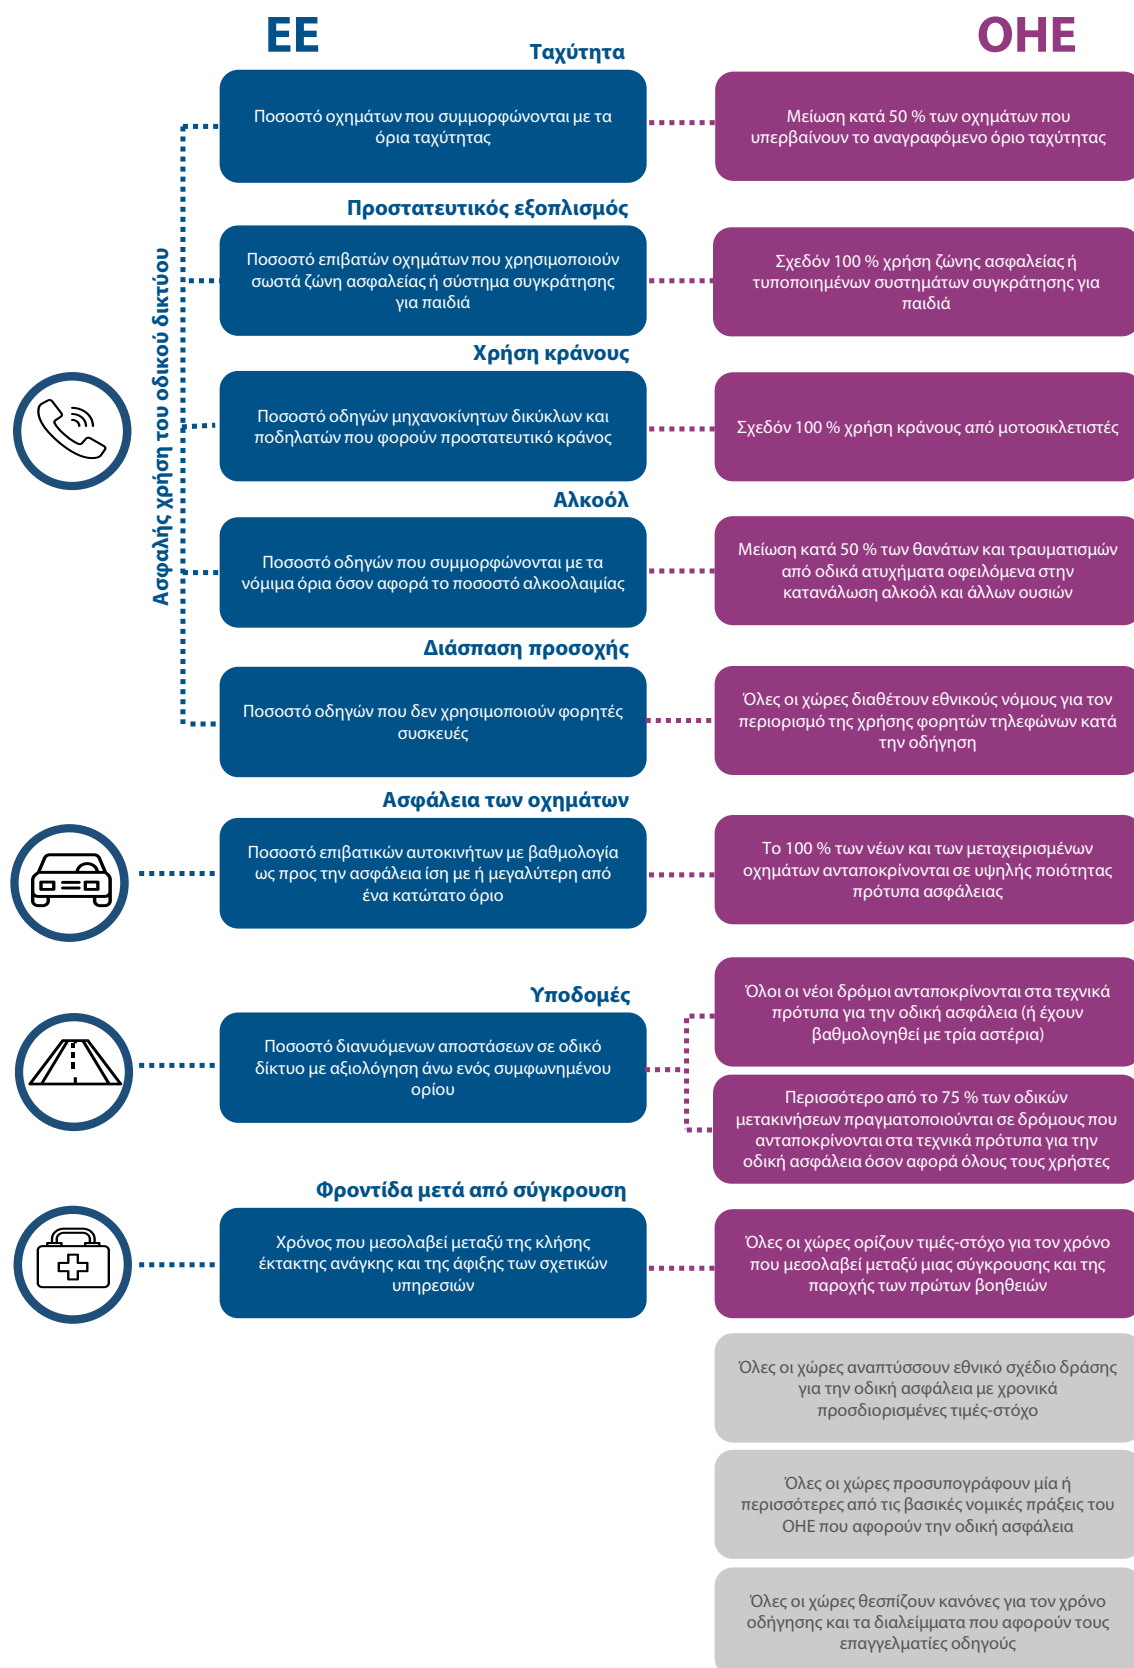 ΕΕ
ΟΗΕ
Ασφαλής χρήση του οδικού δικτύου
Ταχύτητα
Ποσοστό οχημάτων που συμμορφώνονται με τα
όρια ταχύτητας
Μείωση κατά 50 % των οχημάτων που
υπερβαίνουν το αναγραφόμενο όριο ταχύτητας
Προστατευτικός εξοπλισμός
Ποσοστό επιβατών οχημάτων που χρησιμοποιούν
σωστά ζώνη ασφαλείας ή σύστημα συγκράτησης
για παιδιά
Σχεδόν 100 % χρήση ζώνης ασφαλείας ή
τυποποιημένων συστημάτων συγκράτησης για
παιδιά
Χρήση κράνους
Ποσοστό οδηγών μηχανοκίνητων δικύκλων και
ποδηλατών που φορούν προστατευτικό κράνος
Σχεδόν 100 % χρήση κράνους από μοτοσικλετιστές
Αλκοόλ
Ποσοστό οδηγών που συμμορφώνονται με τα
νόμιμα όρια όσον αφορά το ποσοστό αλκοολαιμίας
Μείωση κατά 50 % των θανάτων και τραυματισμών
από οδικά ατυχήματα οφειλόμενα στην
κατανάλωση αλκοόλ και άλλων ουσιών
Διάσπαση προσοχής
Ποσοστό οδηγών που δεν χρησιμοποιούν φορητές
συσκευές
Όλες οι χώρες διαθέτουν εθνικούς νόμους για τον
περιορισμό της χρήσης φορητών τηλεφώνων κατά
την οδήγηση
Ασφάλεια των οχημάτων
Ποσοστό επιβατικών αυτοκινήτων με βαθμολογία
ως προς την ασφάλεια ίση με ή μεγαλύτερη από
ένα κατώτατο όριο
Το 100 % των νέων και των μεταχειρισμένων
οχημάτων ανταποκρίνονται σε υψηλής ποιότητας
πρότυπα ασφάλειας
Υποδομές
Ποσοστό διανυόμενων αποστάσεων σε οδικό
δίκτυο με αξιολόγηση άνω ενός συμφωνημένου
ορίου
Όλοι οι νέοι δρόμοι ανταποκρίνονται στα τεχνικά
πρότυπα για την οδική ασφάλεια (ή έχουν
βαθμολογηθεί με τρία αστέρια)
Περισσότερο από το 75 % των οδικών
μετακινήσεων πραγματοποιούνται σε δρόμους που
ανταποκρίνονται στα τεχνικά πρότυπα για την
οδική ασφάλεια όσον αφορά όλους τους χρήστες
Φροντίδα μετά από σύγκρουση
Χρόνος που μεσολαβεί μεταξύ της κλήσης
έκτακτης ανάγκης και της άφιξης των σχετικών
υπηρεσιών
Όλες οι χώρες ορίζουν τιμές-στόχο για τον χρόνο
που μεσολαβεί μεταξύ μιας σύγκρουσης και της
παροχής των πρώτων βοηθειών
Όλες οι χώρες αναπτύσσουν εθνικό σχέδιο δράσης
για την οδική ασφάλεια με χρονικά
προσδιορισμένες τιμές-στόχο
Όλες οι χώρες προσυπογράφουν μία ή
περισσότερες από τις βασικές νομικές πράξεις του
ΟΗΕ που αφορούν την οδική ασφάλεια
Όλες οι χώρες θεσπίζουν κανόνες για τον χρόνο
οδήγησης και τα διαλείμματα που αφορούν τους
επαγγελματίες οδηγούς